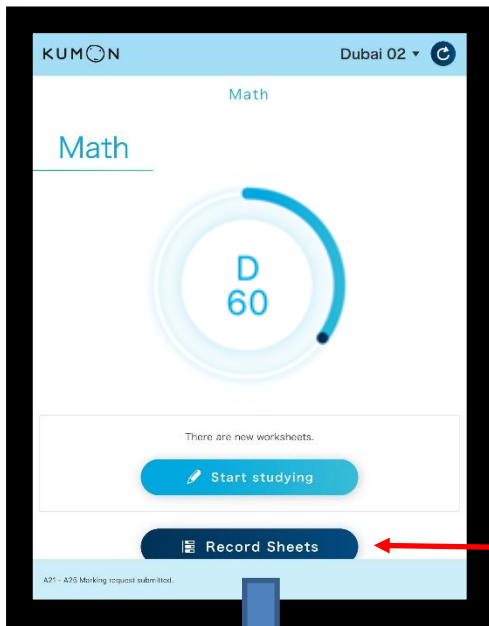 KUMON
Dubai 02
Math
Math
D
60
There are new worksheets.
Start studying
Record Sheets
A21 - A25 Marking request submitted.